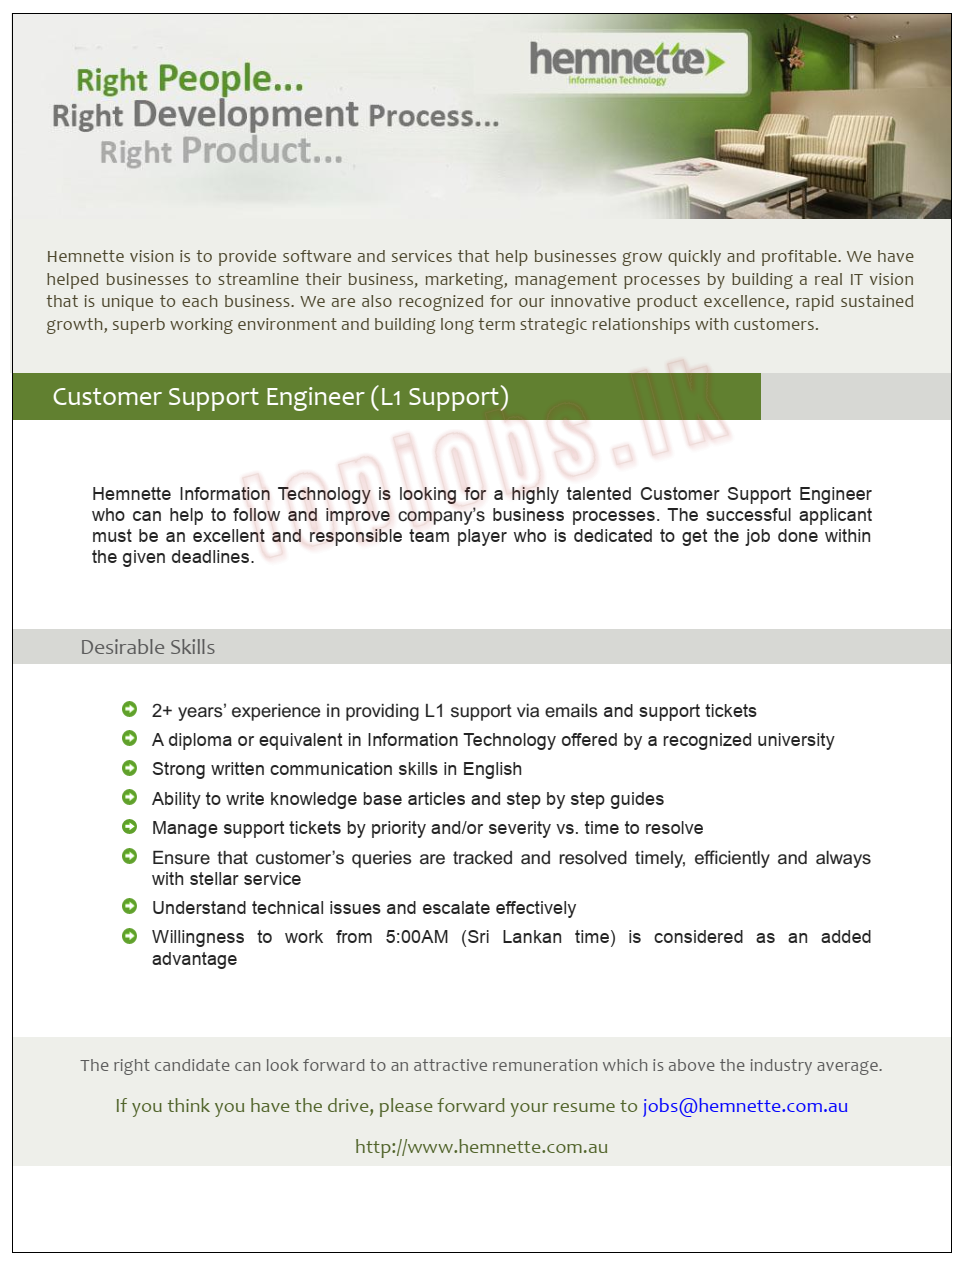 Right People...
Right Development Process...
Right Product...
hemnette
Information Technology
Hemnette vision is to provide software and services that help businesses grow quickly and profitable. We have
helped businesses to streamline their business, marketing, management processes by building a real IT vision
that is unique to each business. We are also recognized for our innovative product excellence, rapid sustained
growth, superb working environment and building long term strategic relationships with customers.
Customer Support Engineer (L1 Support)
topjobs.lk
Hemnette Information Technology is looking for a highly talented Customer Support Engineer
who can help to follow and improve company’s business processes. The successful applicant
must be an excellent and responsible team player who is dedicated to get the job done within
the given deadlines.
Desirable Skills
2+ years’ experience in providing L1 support via emails and support tickets
A diploma or equivalent in Information Technology offered by a recognized university
Strong written communication skills in English
Ability to write knowledge base articles and step by step guides
Manage support tickets by priority and/or severity vs. time to resolve
Ensure that customer’s queries are tracked and resolved timely, efficiently and always
with stellar service
Understand technical issues and escalate effectively
Willingness to work from 5:00AM (Sri Lankan time) is considered as an added
advantage
The right candidate can look forward to an attractive remuneration which is above the industry average.
If you think you have the drive, please forward your resume to jobs@hemnette.com.au
http://www.hemnette.com.au